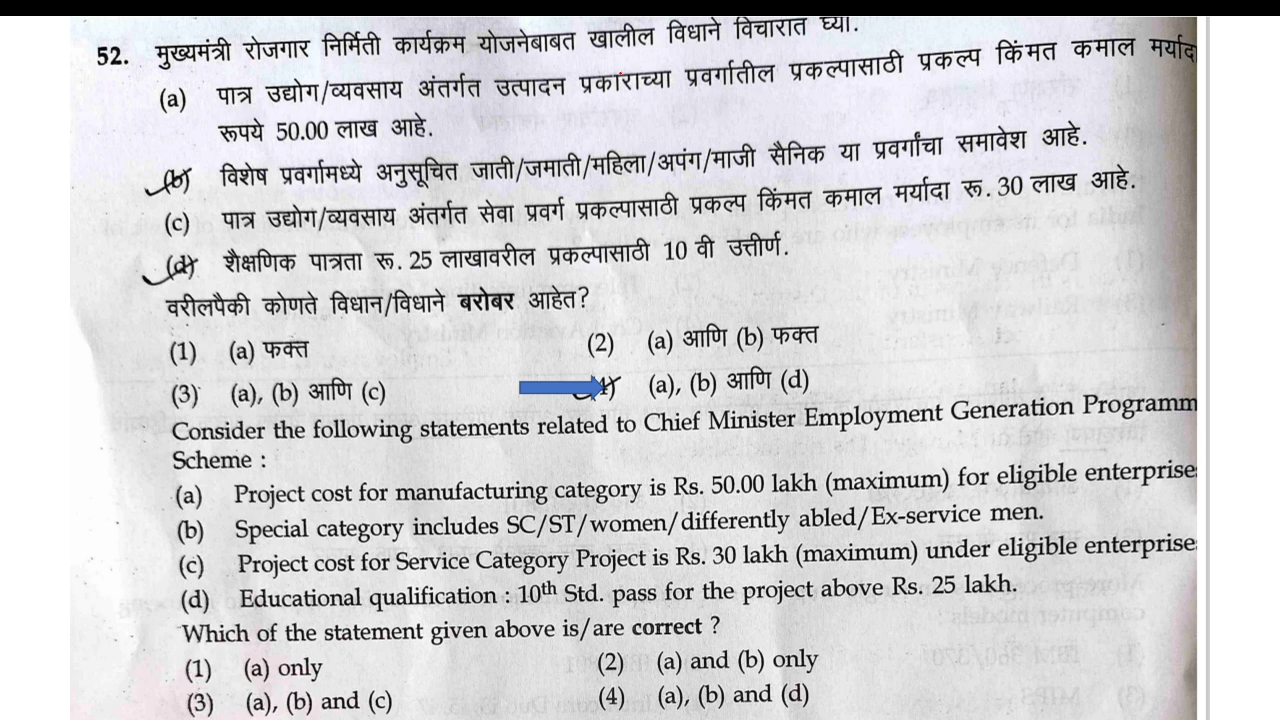 52. मुख्यमंत्री रोजगार निर्मिती कार्यक्रम योजनेबाबत खालील विधाने विचारात घ्या.
(a) पात्र उद्योग/व्यवसाय अंतर्गत उत्पादन प्रकाराच्या प्रवर्गातील प्रकल्पासाठी प्रकल्प किंमत कमाल मर्याद
रूपये 50.00 लाख आहे.
(b) विशेष प्रवर्गामध्ये अनुसूचित जाती/जमाती/महिला/अपंग/माजी सैनिक या प्रवर्गांचा समावेश आहे.
(c) पात्र उद्योग/व्यवसाय अंतर्गत सेवा प्रवर्ग प्रकल्पासाठी प्रकल्प किंमत कमाल मर्यादा रू. 30 लाख आहे.
(d) शैक्षणिक पात्रता रू. 25 लाखावरील प्रकल्पासाठी 10 वी उत्तीर्ण.
वरीलपैकी कोणते विधान/विधाने बरोबर आहेत?
(1) (a) फक्त (2) (a) आणि (b) फक्त
(3) (a), (b) आणि (c) (4) (a), (b) आणि (d)
Consider the following statements related to Chief Minister Employment Generation Programm
Scheme :
(a) Project cost for manufacturing category is Rs. 50.00 lakh (maximum) for eligible enterprise
(b) Special category includes SC/ST/women/differently abled/Ex-service men.
(c) Project cost for Service Category Project is Rs. 30 lakh (maximum) under eligible enterprise
(d) Educational qualification : 10th Std. pass for the project above Rs. 25 lakh.
Which of the statement given above is/are correct ?
(1) (a) only (2) (a) and (b) only
(3) (a), (b) and (c) (4) (a), (b) and (d)